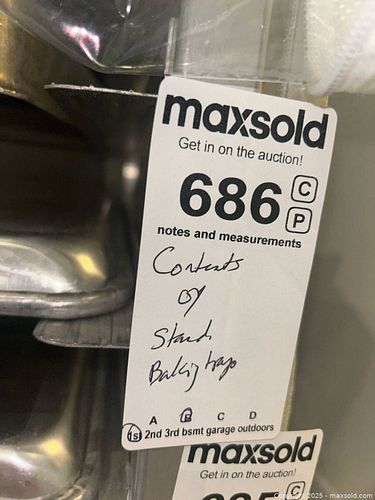 maxsold
Get in on the auction!
686 C
P
notes and measurements
Contents
of
Stand
Baking trays
A B C D
1st 2nd 3rd bsmt garage outdoors
maxsold
Get in on the auction!
C
© 2025 - maxsold.com